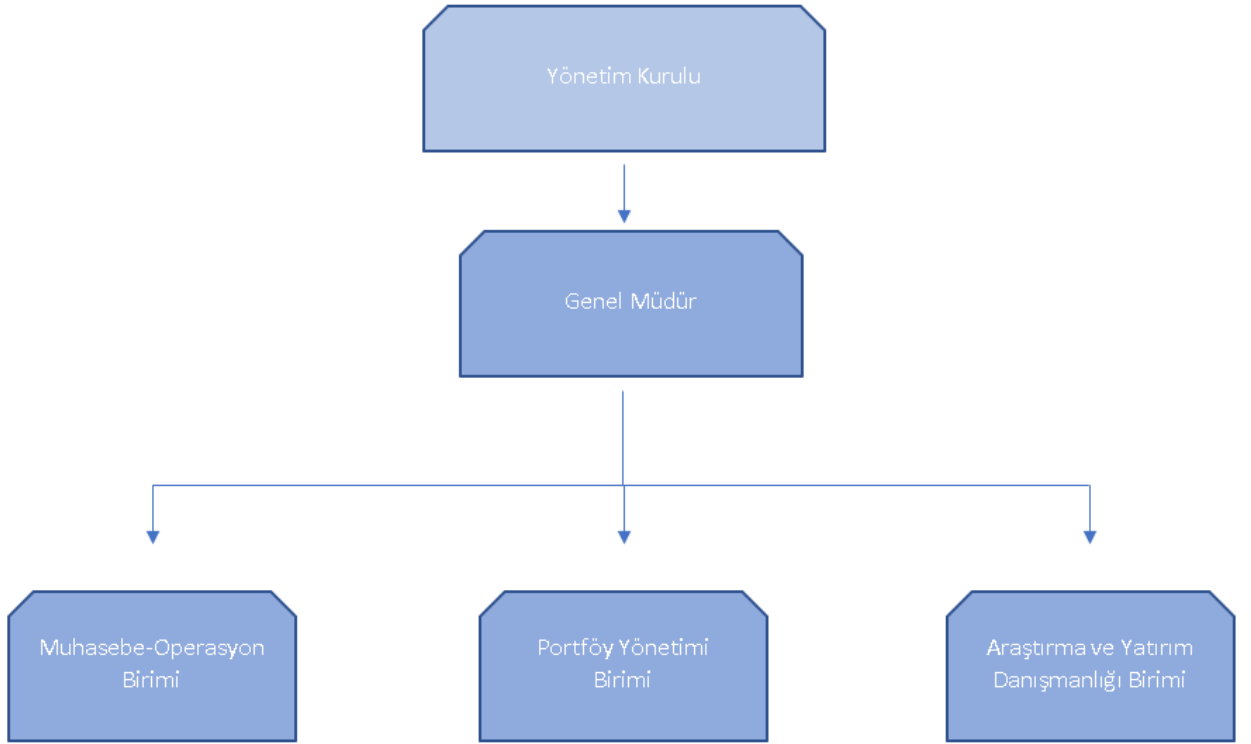 Yönetim Kurulu
Genel Müdür
Muhasebe-Operasyon
Birimi
Portföy Yönetimi
Birimi
Araştırma ve Yatırım
Danışmanlığı Birimi